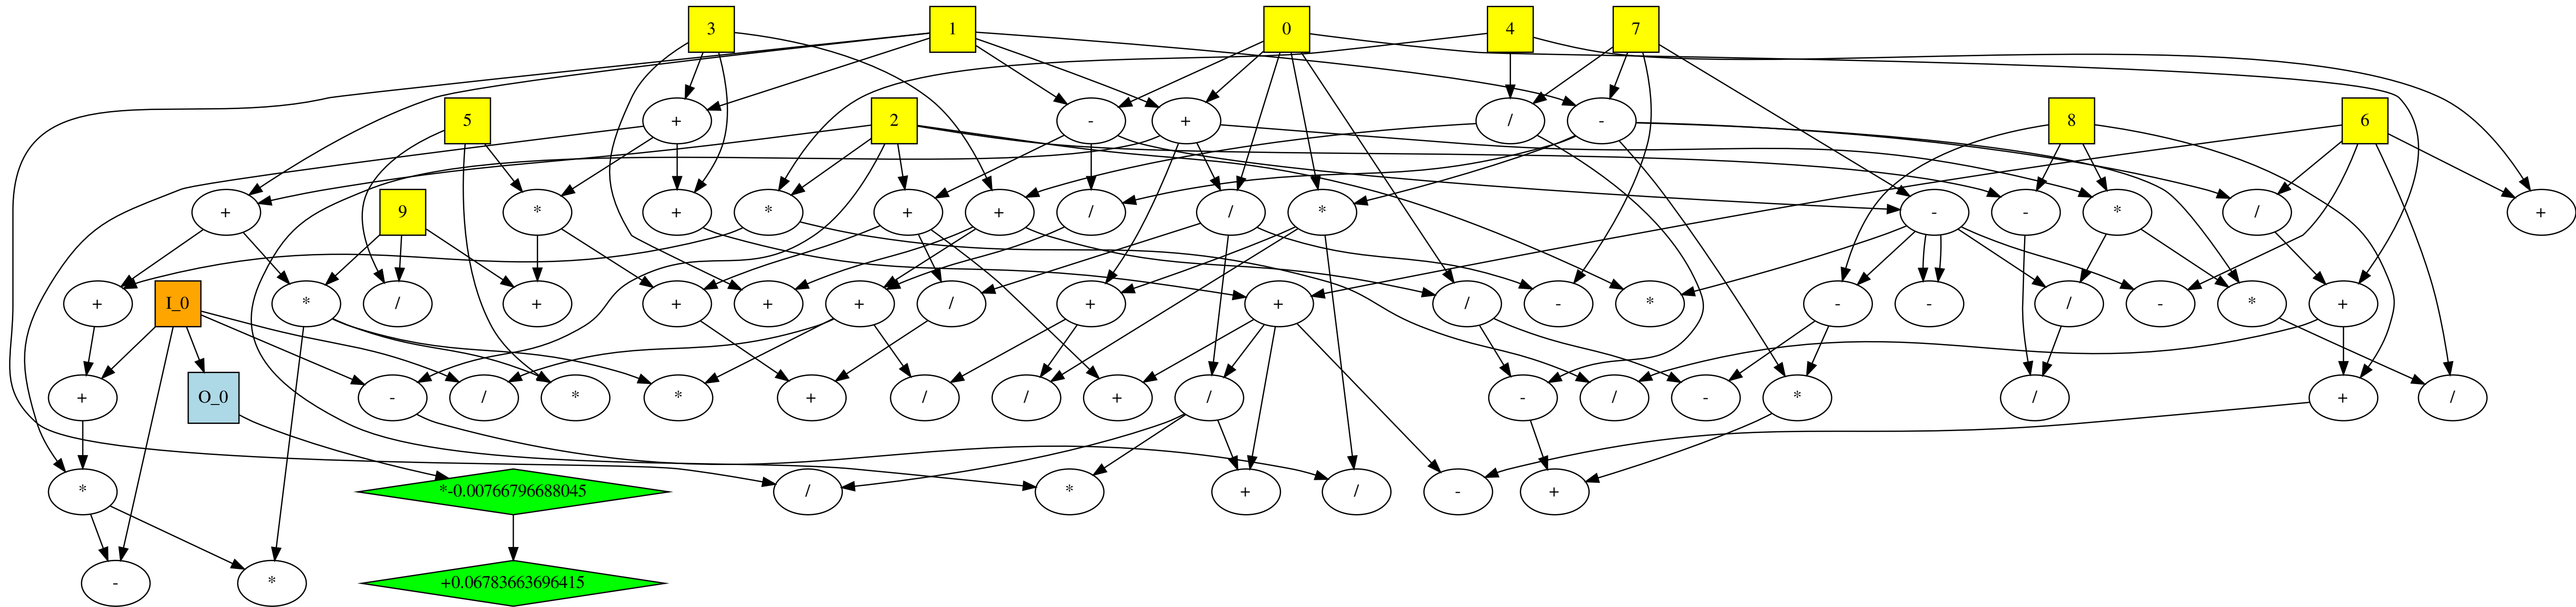 3 1 0 4 7
5 + 2 - + / - 8 6
+ 9 * + * + + / / * - - * / +
+ I_0 * / + + + + / + + / - * - - / - * +
+ O_0 - / * * + / / + / - / - * / + /
* *-0.00766796688045 / * + / - +
- * +0.06783663696415